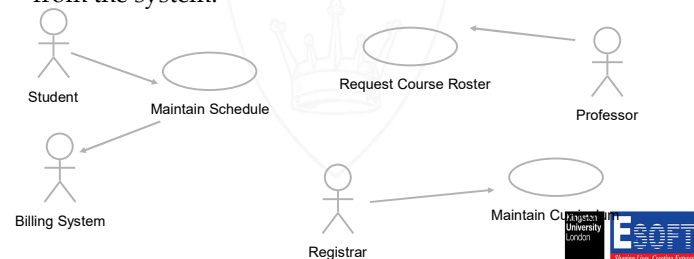 from the system.
Student
Maintain Schedule
Request Course Roster
Professor
Billing System
Registrar
Maintain Curriculum
Kingston
University
London
ESOFT